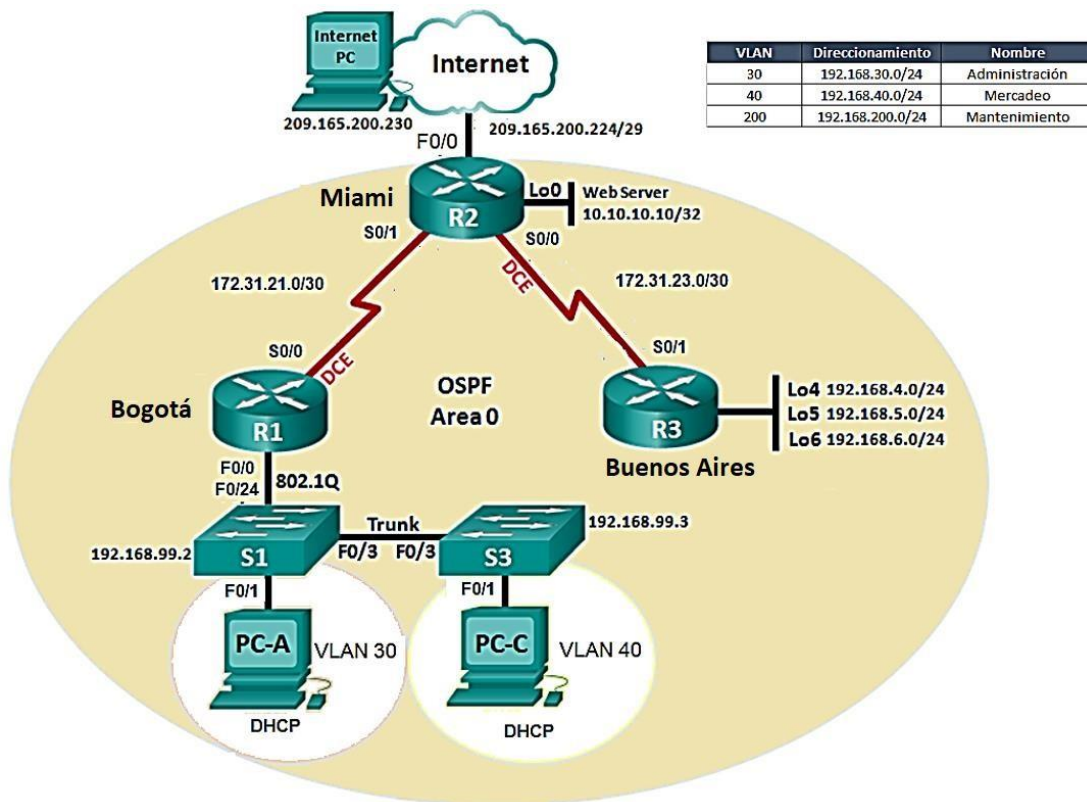 Internet
PC
Internet
209.165.200.230
209.165.200.224/29
F0/0
VLAN Direccionamiento Nombre
30 192.168.30.0/24 Administración
40 192.168.40.0/24 Mercadeo
200 192.168.200.0/24 Mantenimiento
Miami
R2
Lo0
Web Server
10.10.10.10/32
S0/1
S0/0
DCE
172.31.21.0/30
172.31.23.0/30
S0/0
DCE
S0/1
Bogotá
R1
OSPF
Area 0
R3
Buenos Aires
Lo4 192.168.4.0/24
Lo5 192.168.5.0/24
Lo6 192.168.6.0/24
F0/0
F0/24
802.1Q
192.168.99.2
S1
Trunk
F0/3 F0/3
S3
192.168.99.3
F0/1
F0/1
PC-A
VLAN 30
DHCP
PC-C
VLAN 40
DHCP